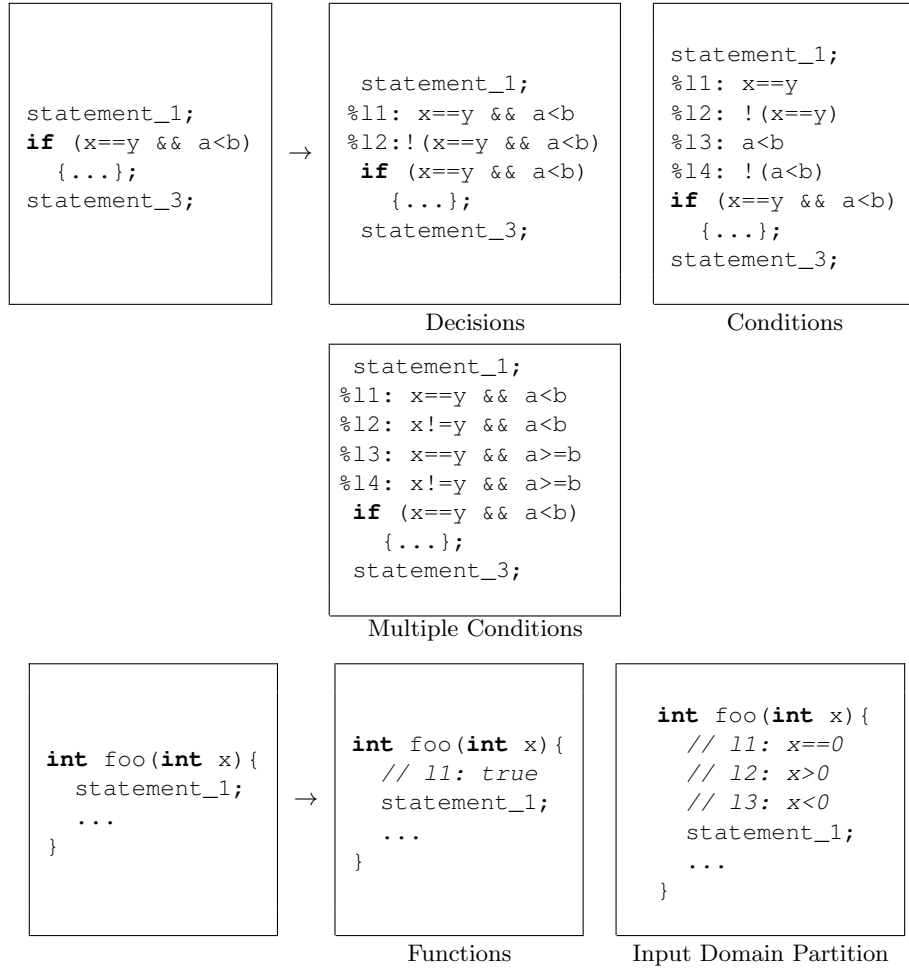 statement_1;
if (x==y && a<b)
{...};
statement_3;
→
statement_1;
%l1: x==y && a<b
%l2:!(x==y && a<b)
if (x==y && a<b)
{...};
statement_3;
Decisions
statement_1;
%l1: x==y
%l2: !(x==y)
%l3: a<b
%l4: !(a<b)
if (x==y && a<b)
{...};
statement_3;
Conditions
statement_1;
%l1: x==y && a<b
%l2: x!=y && a<b
%l3: x==y && a>=b
%l4: x!=y && a>=b
if (x==y && a<b)
{...};
statement_3;
Multiple Conditions
int foo(int x){
statement_1;
...
}
→
int foo(int x){
// l1: true
statement_1;
...
}
Functions
int foo(int x){
// l1: x==0
// l2: x>0
// l3: x<0
statement_1;
...
}
Input Domain Partition